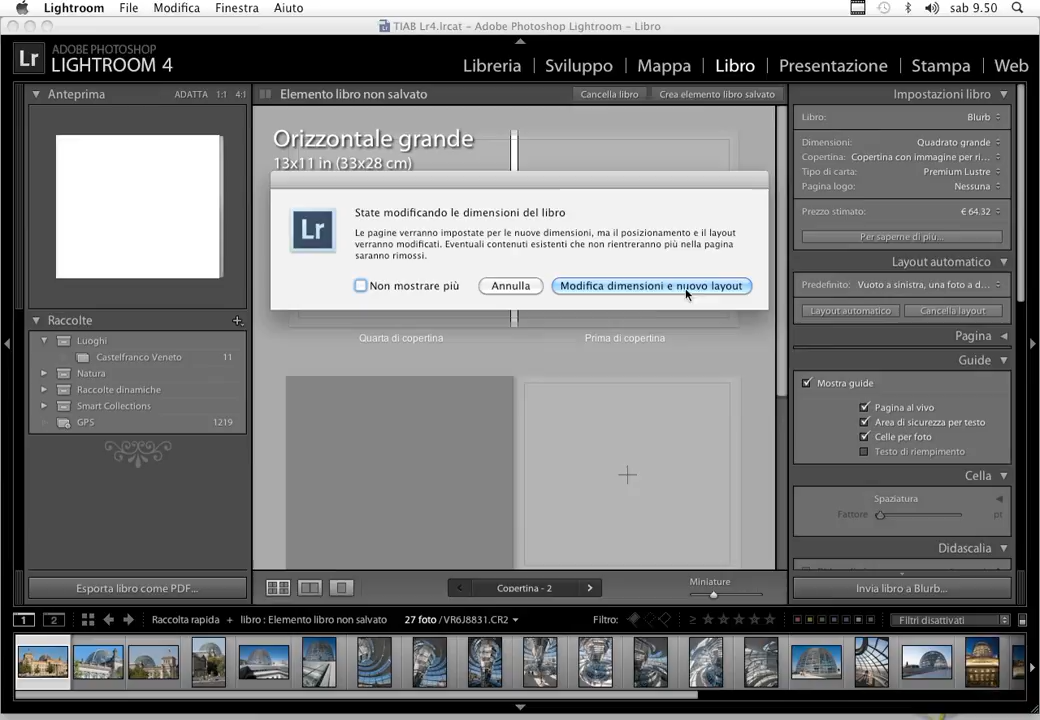 Lightroom File Modifica Finestra Aiuto sab 9.50
TIAB Lr4.lrcat - Adobe Photoshop Lightroom - Libro
Lr ADOBE PHOTOSHOP
LIGHTROOM 4
Libreria Sviluppo Mappa Libro Presentazione Stampa Web
Anteprima ADATTA 1:1 4:1
Elemento libro non salvato Cancella libro Crea elemento libro salvato
Impostazioni libro
Orizzontale grande
13x11 in (33x28 cm)
Libro: Blurb
Dimensioni: Quadrato grande
Copertina: Copertina con immagine per ri...
Tipo di carta: Premium Lustre
Pagina logo: Nessuna
Prezzo stimato: € 64.32
Per saperne di più...
Lr
State modificando le dimensioni del libro
Le pagine verranno impostate per le nuove dimensioni, ma il posizionamento e il layout
verranno modificati. Eventuali contenuti esistenti che non rientreranno più nella pagina
saranno rimossi.
Non mostrare più Annulla Modifica dimensioni e nuovo layout
Layout automatico
Predefinito: Vuoto a sinistra, una foto a d...
Layout automatico Cancella layout
Raccolte
Luoghi
Castelfranco Veneto 11
Natura
Raccolte dinamiche
Smart Collections
GPS 1219
Quarta di copertina Prima di copertina
Pagina
Guide
Mostra guide
Pagina al vivo
Area di sicurezza per testo
Celle per foto
Testo di riempimento
Cella
Spaziatura
Fattore pt
Didascalia
Esporta libro come PDF...
Copertina - 2
Miniature
Invia libro a Blurb...
1 2 Raccolta rapida + libro : Elemento libro non salvato 27 foto /VR6J8831.CR2
Filtro: ≥ Filtri disattivati